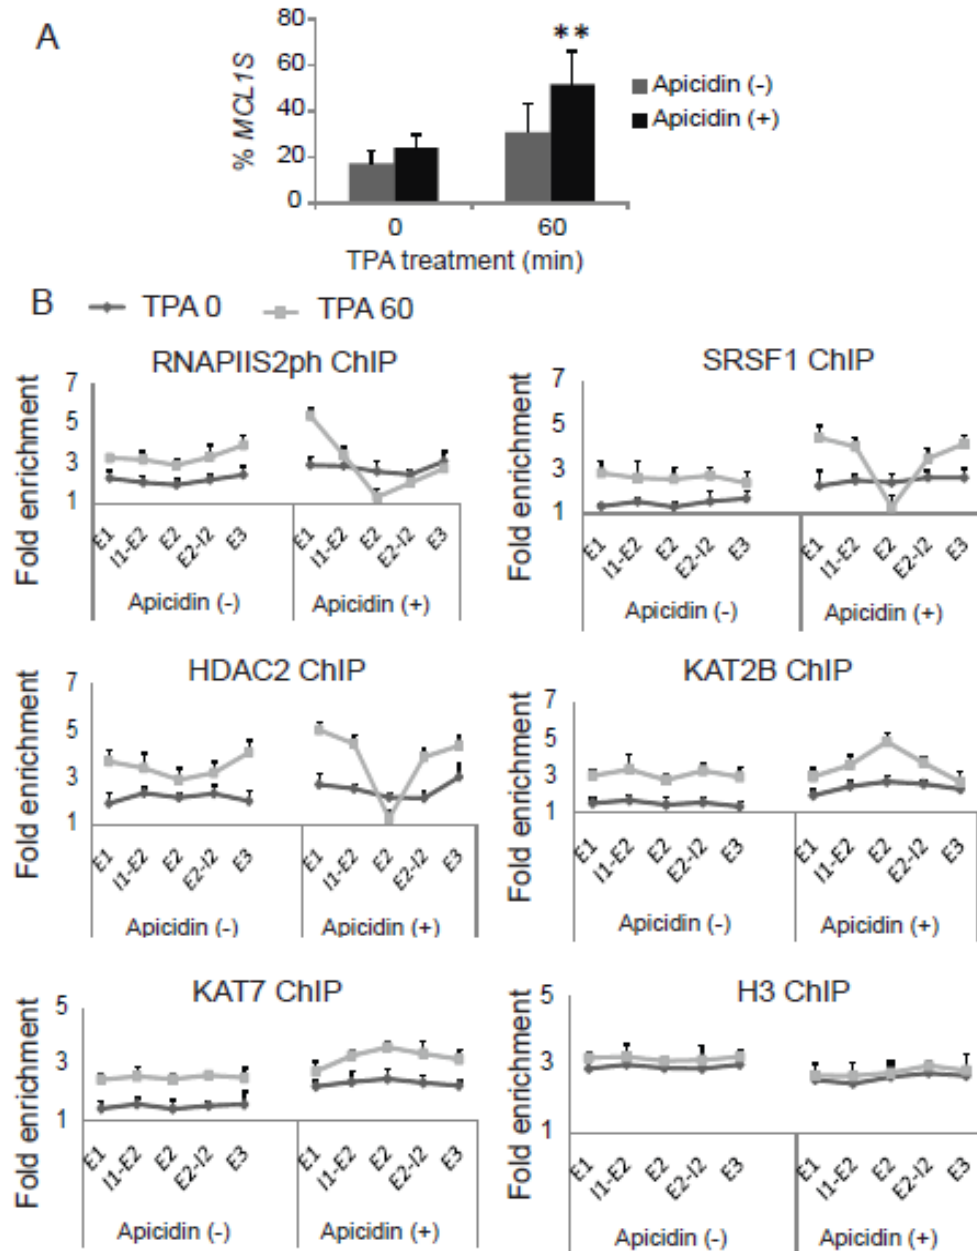 A
80
60
40
20
0
% MCL1S
**
Apicidin (-)
Apicidin (+)
0
60
TPA treatment (min)
B
TPA 0
TPA 60
RNAPIIS2ph ChIP
Fold enrichment
7
5
3
1
E1
I1-E2
E2
E2-I2
E3
E1
I1-E2
E2
E2-I2
E3
Apicidin (-)
Apicidin (+)
SRSF1 ChIP
Fold enrichment
7
5
3
1
E1
I1-E2
E2
E2-I2
E3
E1
I1-E2
E2
E2-I2
E3
Apicidin (-)
Apicidin (+)
HDAC2 ChIP
Fold enrichment
7
5
3
1
E1
I1-E2
E2
E2-I2
E3
E1
I1-E2
E2
E2-I2
E3
Apicidin (-)
Apicidin (+)
KAT2B ChIP
Fold enrichment
7
5
3
1
E1
I1-E2
E2
E2-I2
E3
E1
I1-E2
E2
E2-I2
E3
Apicidin (-)
Apicidin (+)
KAT7 ChIP
Fold enrichment
5
3
1
E1
I1-E2
E2
E2-I2
E3
E1
I1-E2
E2
E2-I2
E3
Apicidin (-)
Apicidin (+)
H3 ChIP
Fold enrichment
5
3
1
E1
I1-E2
E2
E2-I2
E3
E1
I1-E2
E2
E2-I2
E3
Apicidin (-)
Apicidin (+)